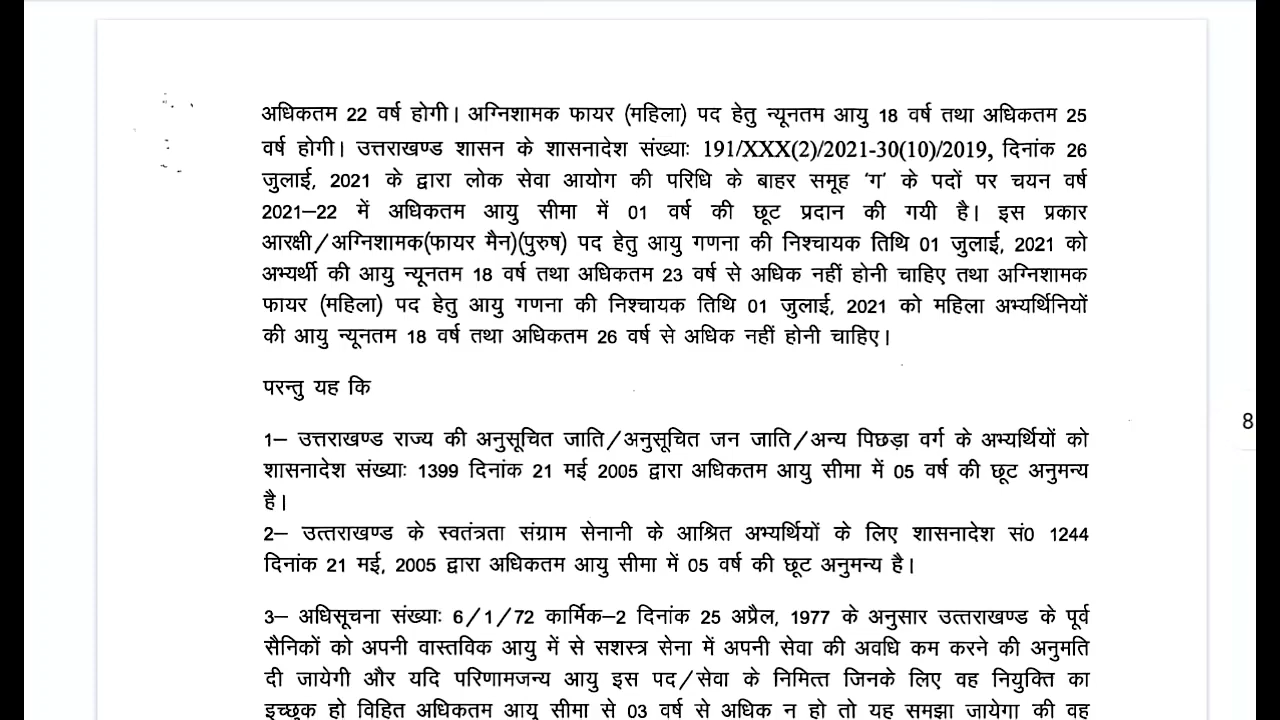 अधिकतम 22 वर्ष होगी। अग्निशामक फायर (महिला) पद हेतु न्यूनतम आयु 18 वर्ष तथा अधिकतम 25
वर्ष होगी। उत्तराखण्ड शासन के शासनादेश संख्याः 191/XXX(2)/2021-30(10)/2019, दिनांक 26
जुलाई, 2021 के द्वारा लोक सेवा आयोग की परिधि के बाहर समूह 'ग' के पदों पर चयन वर्ष
2021–22 में अधिकतम आयु सीमा में 01 वर्ष की छूट प्रदान की गयी है। इस प्रकार
आरक्षी/अग्निशामक(फायर मैन)(पुरुष) पद हेतु आयु गणना की निश्चायक तिथि 01 जुलाई, 2021 को
अभ्यर्थी की आयु न्यूनतम 18 वर्ष तथा अधिकतम 23 वर्ष से अधिक नहीं होनी चाहिए तथा अग्निशामक
फायर (महिला) पद हेतु आयु गणना की निश्चायक तिथि 01 जुलाई, 2021 को महिला अभ्यर्थिनियों
की आयु न्यूनतम 18 वर्ष तथा अधिकतम 26 वर्ष से अधिक नहीं होनी चाहिए।
परन्तु यह कि
8
1– उत्तराखण्ड राज्य की अनुसूचित जाति/अनुसूचित जन जाति/अन्य पिछड़ा वर्ग के अभ्यर्थियों को
शासनादेश संख्याः 1399 दिनांक 21 मई 2005 द्वारा अधिकतम आयु सीमा में 05 वर्ष की छूट अनुमन्य
है।
2– उत्तराखण्ड के स्वतंत्रता संग्राम सेनानी के आश्रित अभ्यर्थियों के लिए शासनादेश सं0 1244
दिनांक 21 मई, 2005 द्वारा अधिकतम आयु सीमा में 05 वर्ष की छूट अनुमन्य है।
3– अधिसूचना संख्याः 6/1/72 कार्मिक–2 दिनांक 25 अप्रैल, 1977 के अनुसार उत्तराखण्ड के पूर्व
सैनिकों को अपनी वास्तविक आयु में से सशस्त्र सेना में अपनी सेवा की अवधि कम करने की अनुमति
दी जायेगी और यदि परिणामजन्य आयु इस पद/सेवा के निमित्त जिनके लिए वह नियुक्ति का
इच्छुक हो विहित अधिकतम आयु सीमा से 03 वर्ष से अधिक न हो तो यह समझा जायेगा की वह